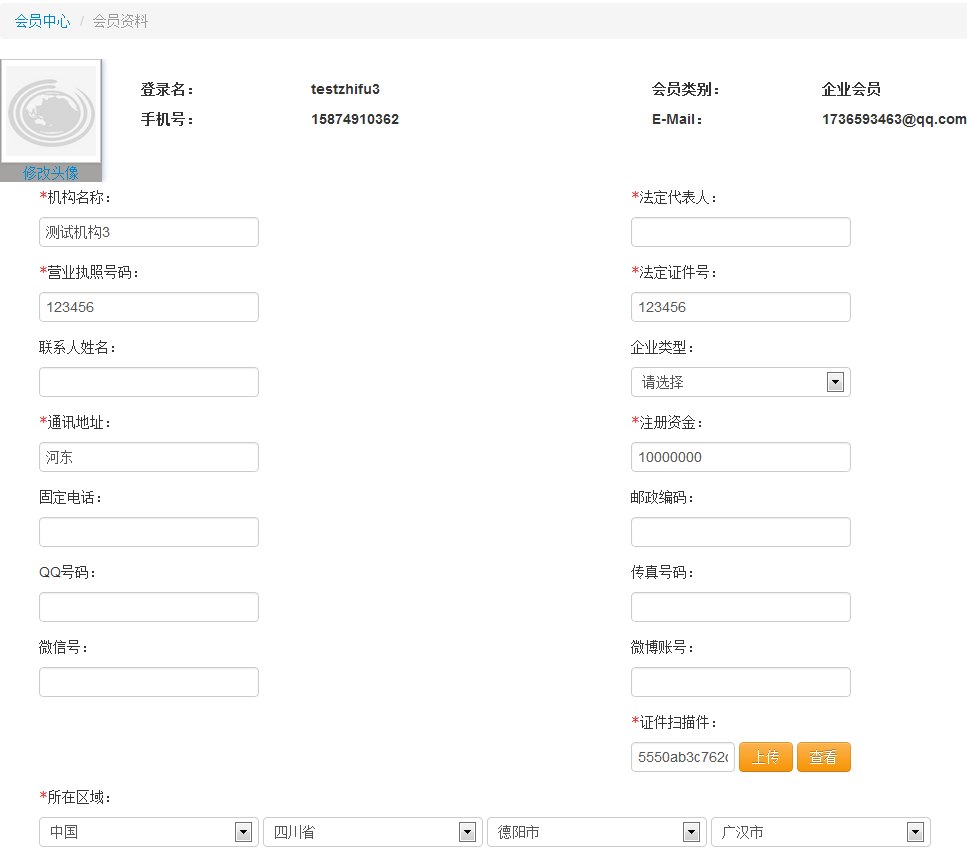 会员中心 / 会员资料
登录名： testzhifu3 会员类别： 企业会员
手机号： 15874910362 E-Mail： 1736593463@qq.com
修改头像
*机构名称： *法定代表人：
测试机构3
*营业执照号码： *法定证件号：
123456 123456
联系人姓名： 企业类型：
请选择
*通讯地址： *注册资金：
河东 10000000
固定电话： 邮政编码：
QQ号码： 传真号码：
微信号： 微博账号：
*证件扫描件：
5550ab3c762 上传 查看
*所在区域：
中国 四川省 德阳市 广汉市